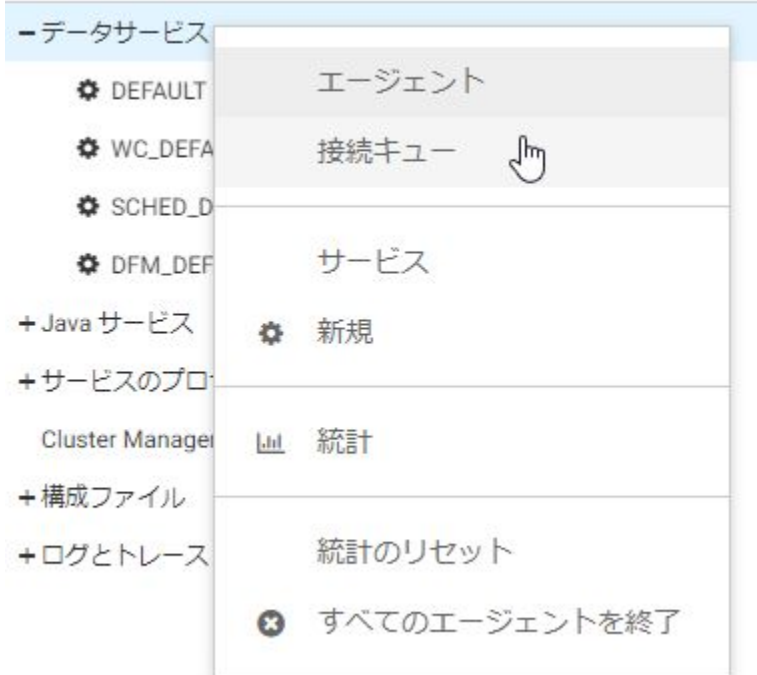 データサービス
DEFAULT
WC_DEFA
SCHED_D
DFM_DEF
Java サービス
サービスのプロ
Cluster Manager
構成ファイル
ログとトレース
エージェント
接続キュー
サービス
新規
統計
統計のリセット
すべてのエージェントを終了